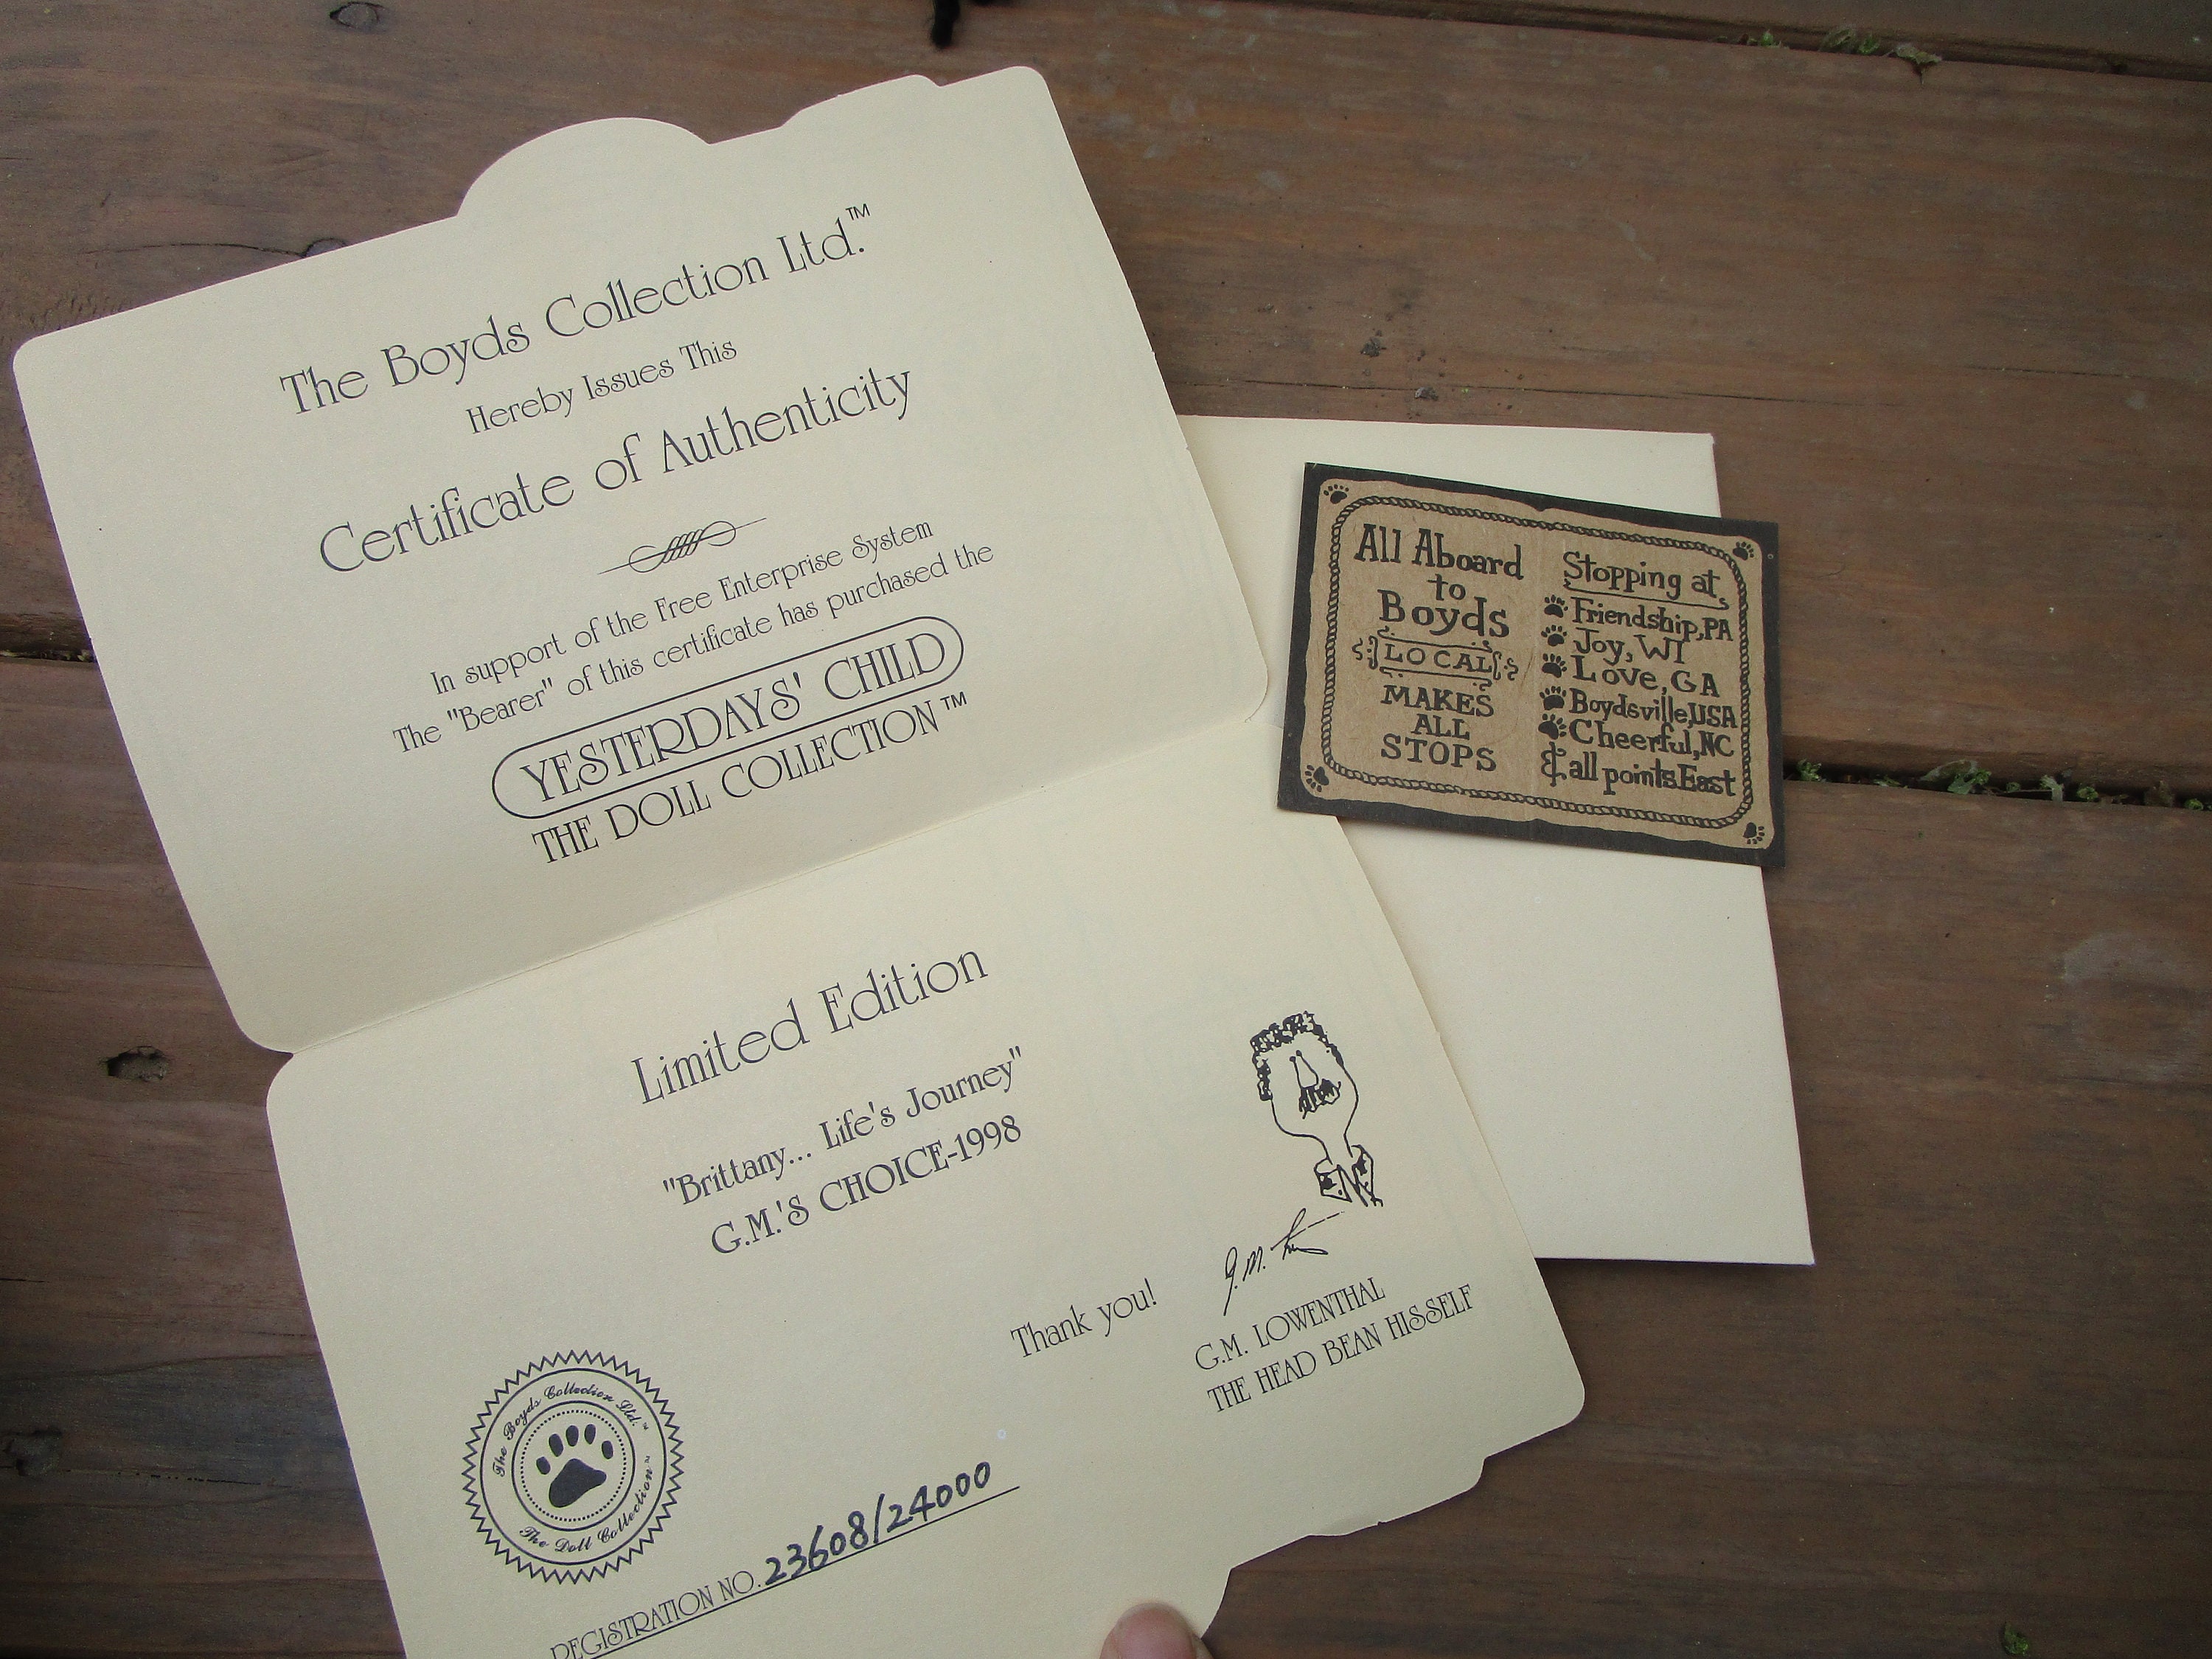 The Boyds Collection Ltd.™
Hereby Issues This
Certificate of Authenticity
In support of the Free Enterprise System
The "Bearer" of this certificate has purchased the
YESTERDAYS' CHILD
THE DOLL COLLECTION™
Limited Edition
"Brittany... Life's Journey"
G.M.'S CHOICE-1998
Thank you!
G.M.
G.M. LOWENTHAL
THE HEAD BEAN HISSELF
The Boyds Collection Ltd.™
The Doll Collection™
REGISTRATION NO. 23608/24000
All Aboard
to
Boyds
LOCAL
MAKES
ALL
STOPS
Stopping at
Friendship, PA
Joy, WI
Love, GA
Boydsville, USA
Cheerful, NC
& all points East